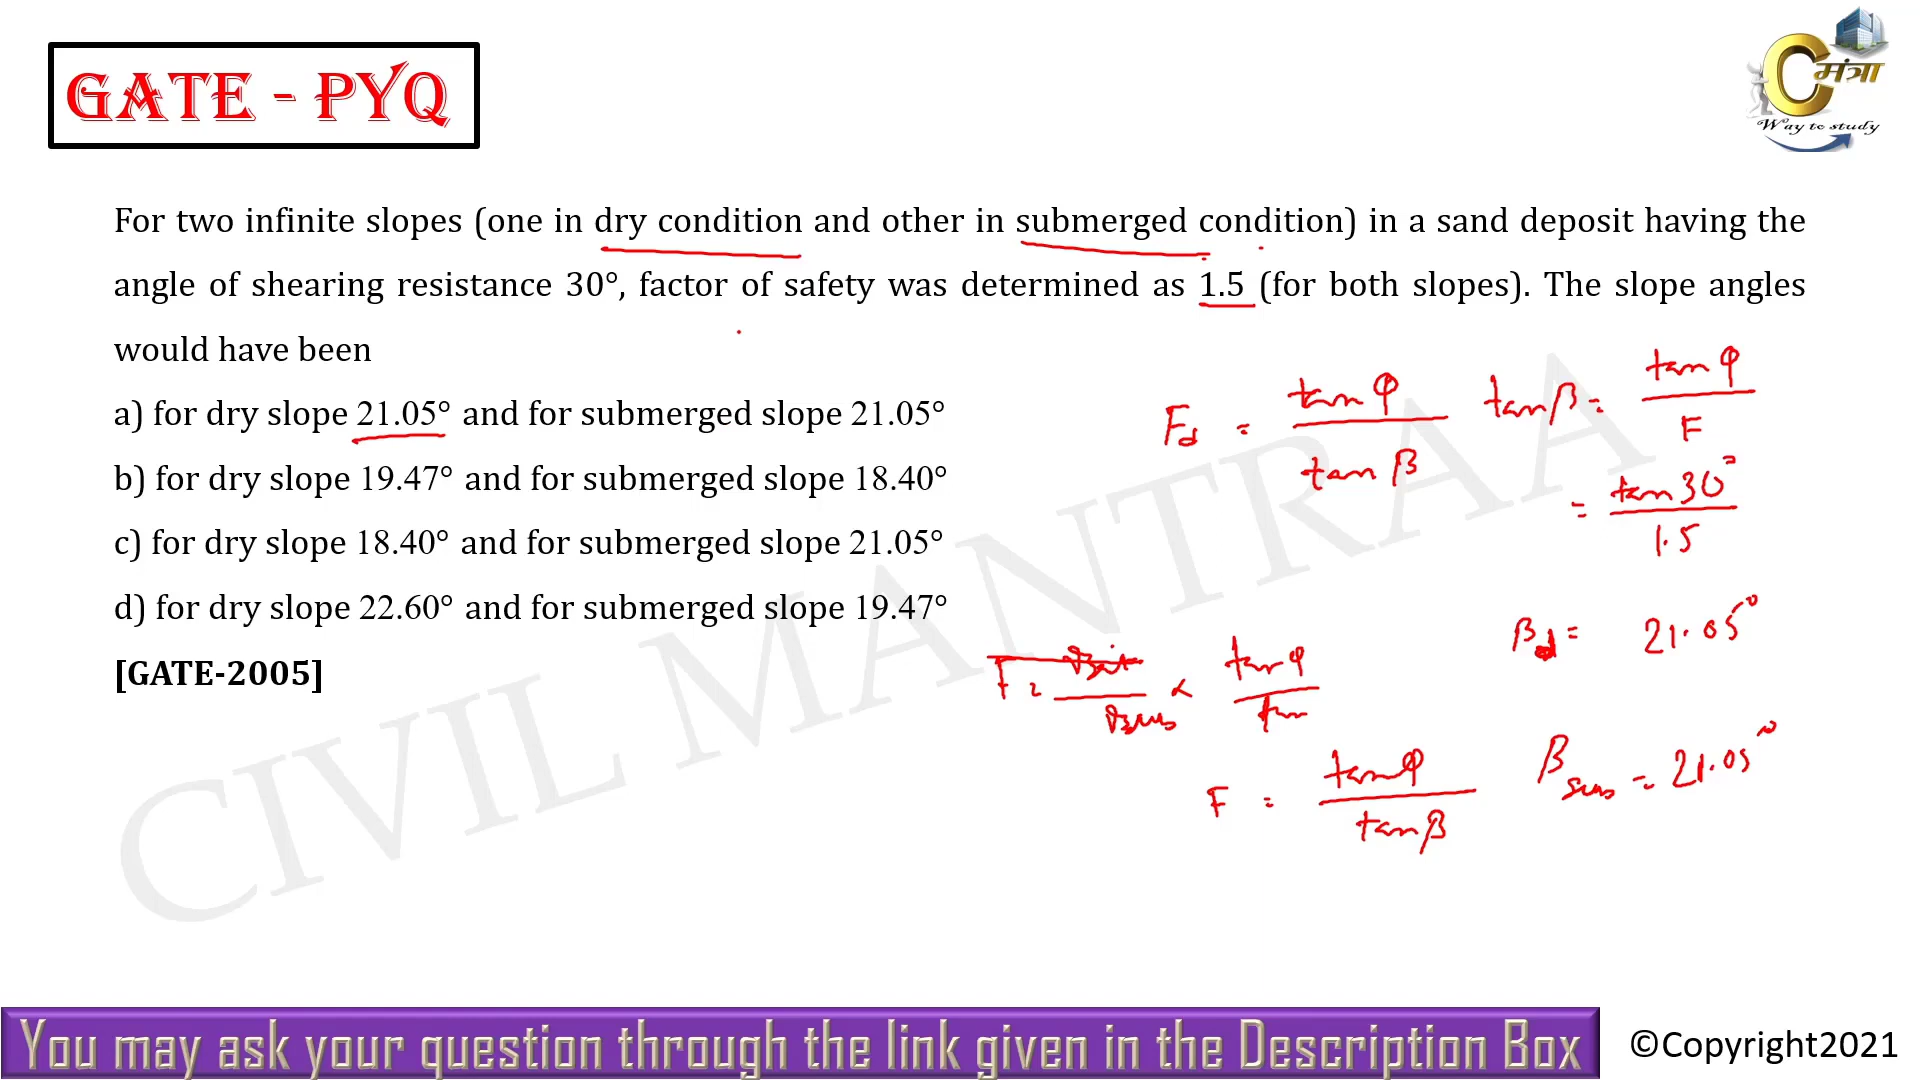 GATE - PYQ
C मंत्रा
Way to study
For two infinite slopes (one in dry condition and other in submerged condition) in a sand deposit having the
angle of shearing resistance 30°, factor of safety was determined as 1.5 (for both slopes). The slope angles
would have been
a) for dry slope 21.05° and for submerged slope 21.05°
b) for dry slope 19.47° and for submerged slope 18.40°
c) for dry slope 18.40° and for submerged slope 21.05°
d) for dry slope 22.60° and for submerged slope 19.47°
[GATE-2005]
F_d = tan φ / tan β
tan β = tan φ / F
= tan 30° / 1.5
β_d = 21.05°
tan φ / tan
F = tan φ / tan β
β_sub = 21.05°
CIVIL MANTRAA
You may ask your question through the link given in the Description Box
©Copyright2021